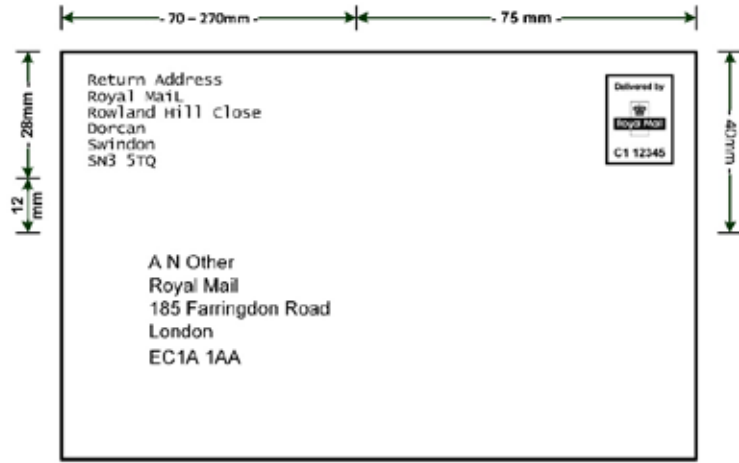 70 – 270mm
75 mm
28mm
12 mm
40mm
Return Address
Royal MaiL
Rowland Hill Close
Dorcan
Swindon
SN3 5TQ
Delivered by
Royal Mail
C1 12345
A N Other
Royal Mail
185 Farringdon Road
London
EC1A 1AA